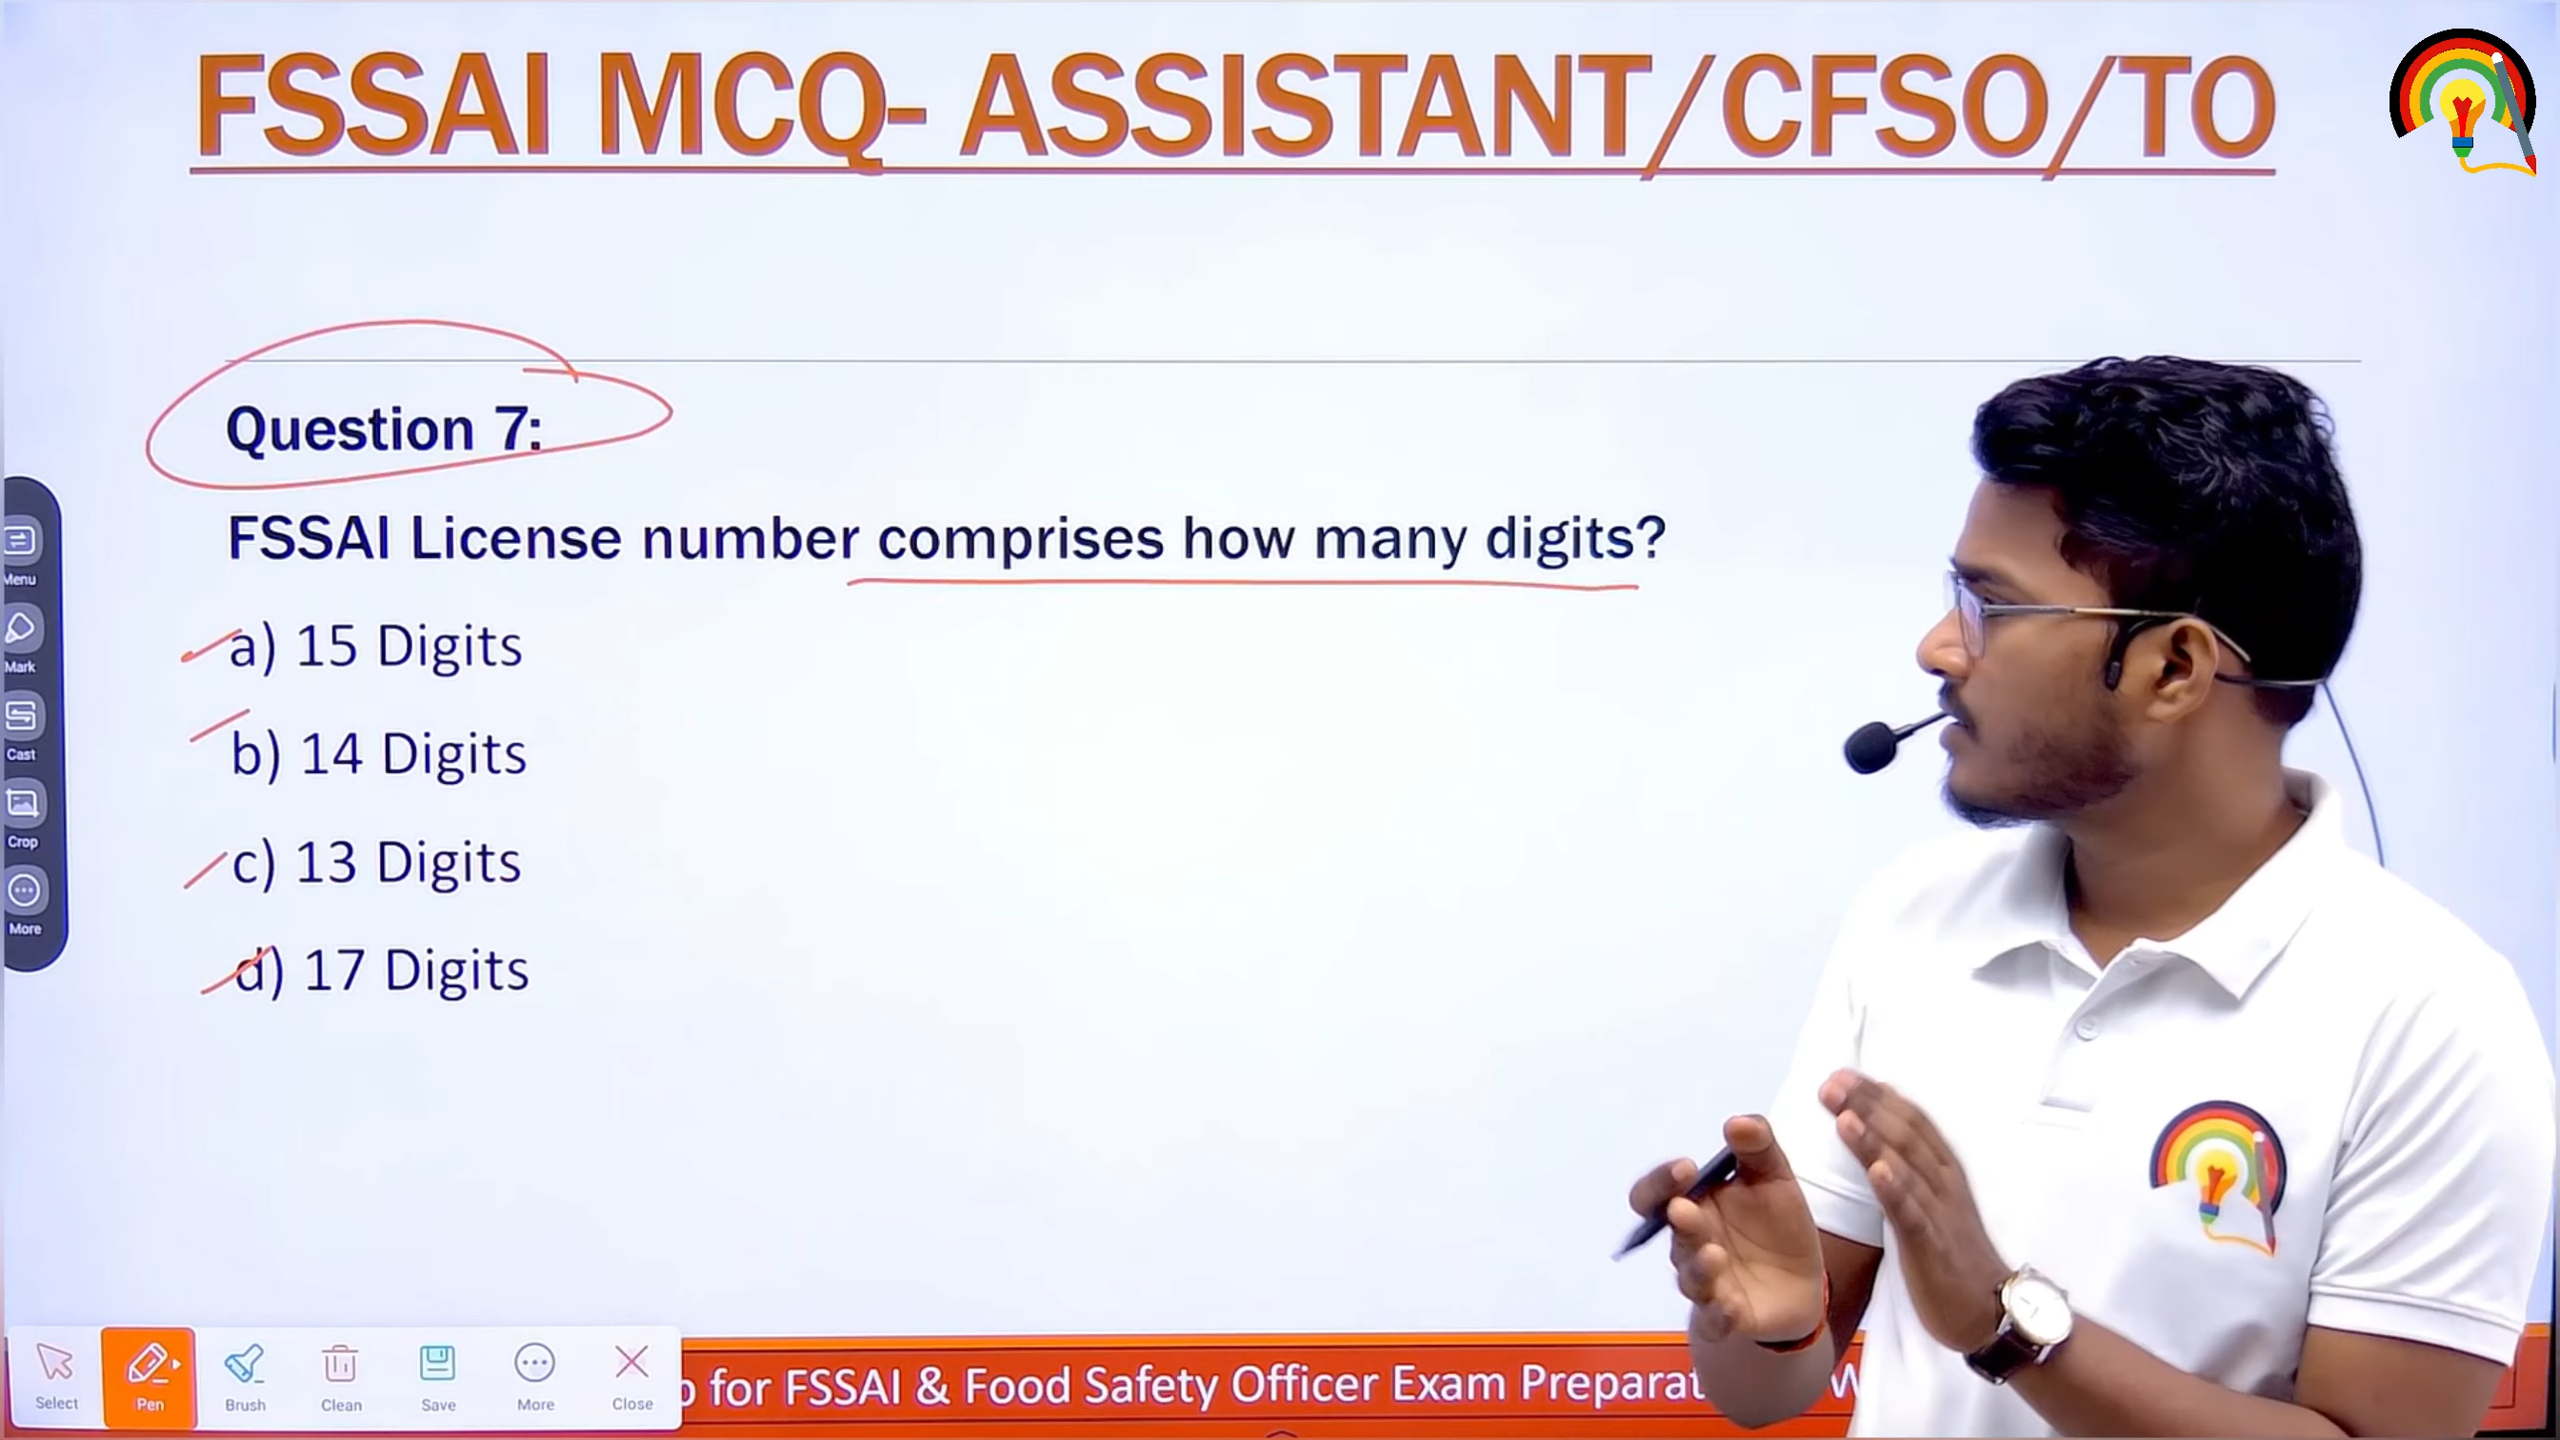 FSSAI MCQ- ASSISTANT/CFSO/TO
Question 7:
FSSAI License number comprises how many digits?
a) 15 Digits
b) 14 Digits
c) 13 Digits
d) 17 Digits
Menu
Mark
Cast
Crop
More
Select
Pen
Brush
Clean
Save
More
Close
for FSSAI & Food Safety Officer Exam Preparat